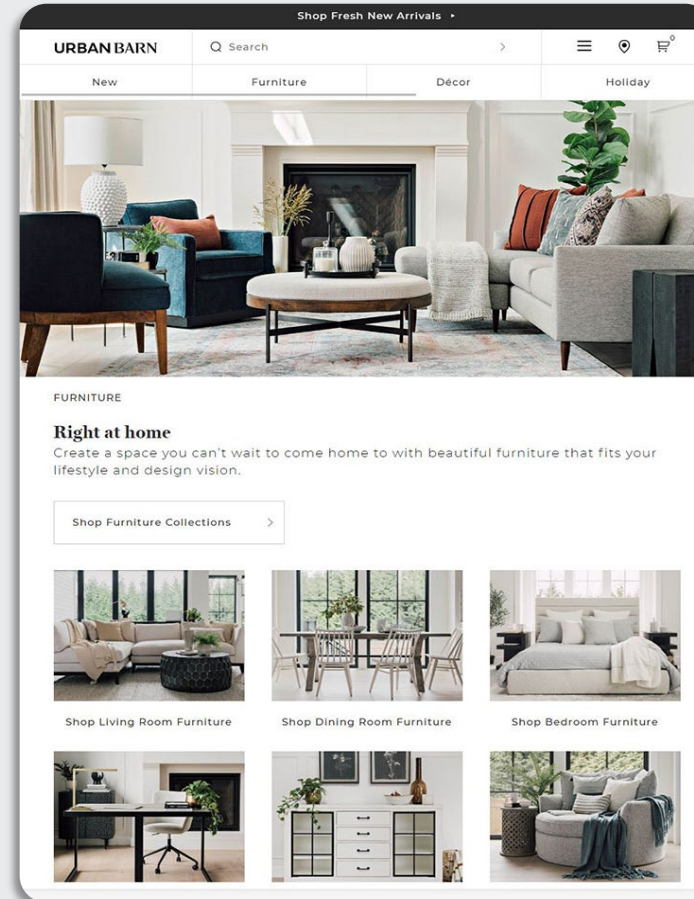 Shop Fresh New Arrivals
URBAN BARN
Search
0
New
Furniture
Décor
Holiday
FURNITURE
Right at home
Create a space you can't wait to come home to with beautiful furniture that fits your
lifestyle and design vision.
Shop Furniture Collections
Shop Living Room Furniture
Shop Dining Room Furniture
Shop Bedroom Furniture